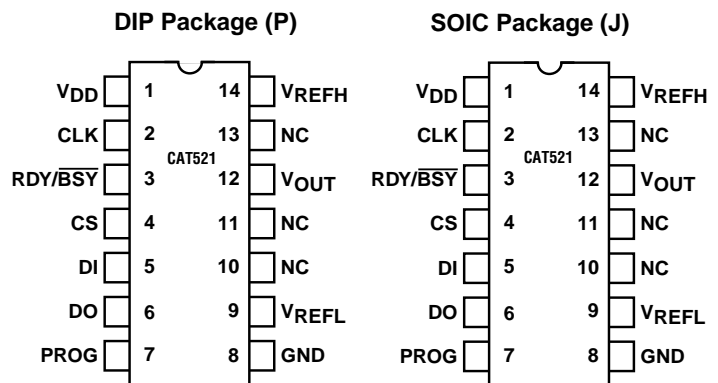 DIP Package (P)
VDD 1 14 VREFH
CLK 2 13 NC
CAT521
RDY/BSY 3 12 VOUT
CS 4 11 NC
DI 5 10 NC
DO 6 9 VREFL
PROG 7 8 GND
SOIC Package (J)
VDD 1 14 VREFH
CLK 2 13 NC
CAT521
RDY/BSY 3 12 VOUT
CS 4 11 NC
DI 5 10 NC
DO 6 9 VREFL
PROG 7 8 GND